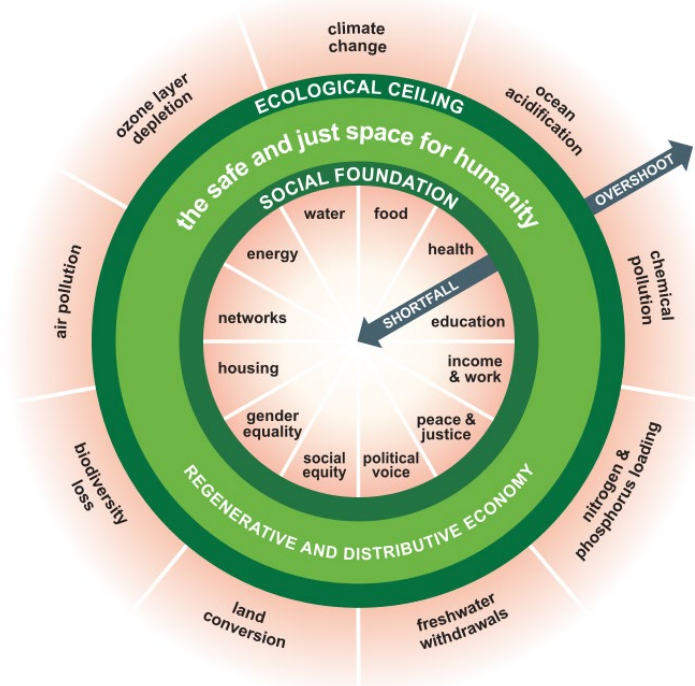 climate
change
ozone layer
depletion
ocean
acidification
ECOLOGICAL CEILING
the safe and just space for humanity
OVERSHOOT
SOCIAL FOUNDATION
water
food
energy
health
SHORTFALL
air pollution
chemical
pollution
networks
education
housing
income
& work
gender
equality
peace &
justice
social
equity
political
voice
biodiversity
loss
nitrogen &
phosphorus loading
REGENERATIVE AND DISTRIBUTIVE ECONOMY
land
conversion
freshwater
withdrawals